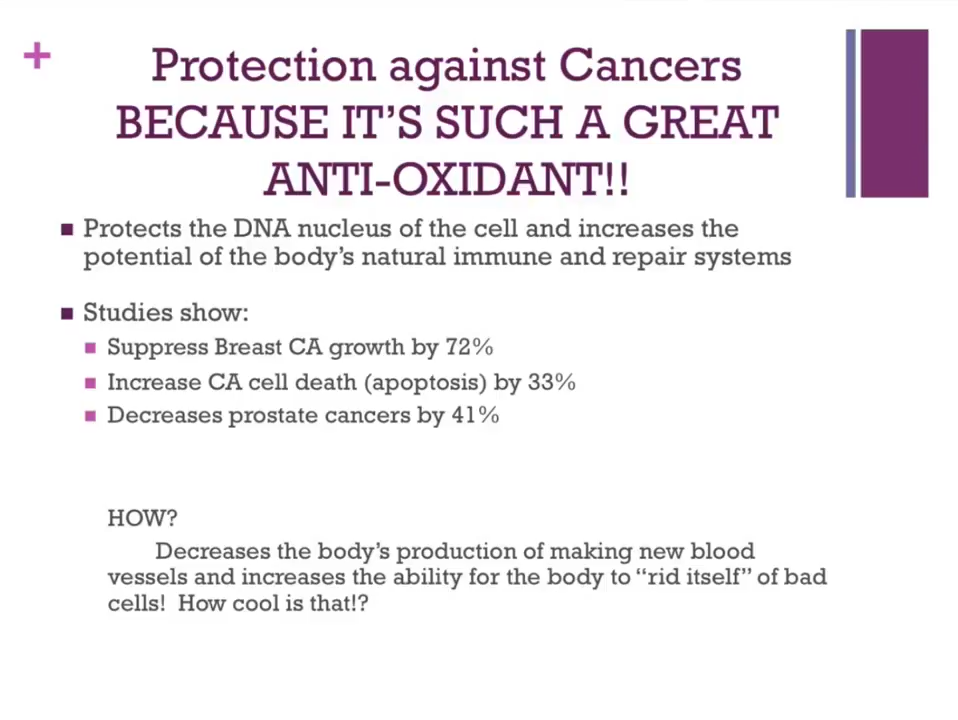 Protection against Cancers
BECAUSE IT'S SUCH A GREAT
ANTI-OXIDANT!!
Protects the DNA nucleus of the cell and increases the
potential of the body's natural immune and repair systems
Studies show:
Suppress Breast CA growth by 72%
Increase CA cell death (apoptosis) by 33%
Decreases prostate cancers by 41%
HOW?
Decreases the body's production of making new blood
vessels and increases the ability for the body to “rid itself” of bad
cells! How cool is that!?